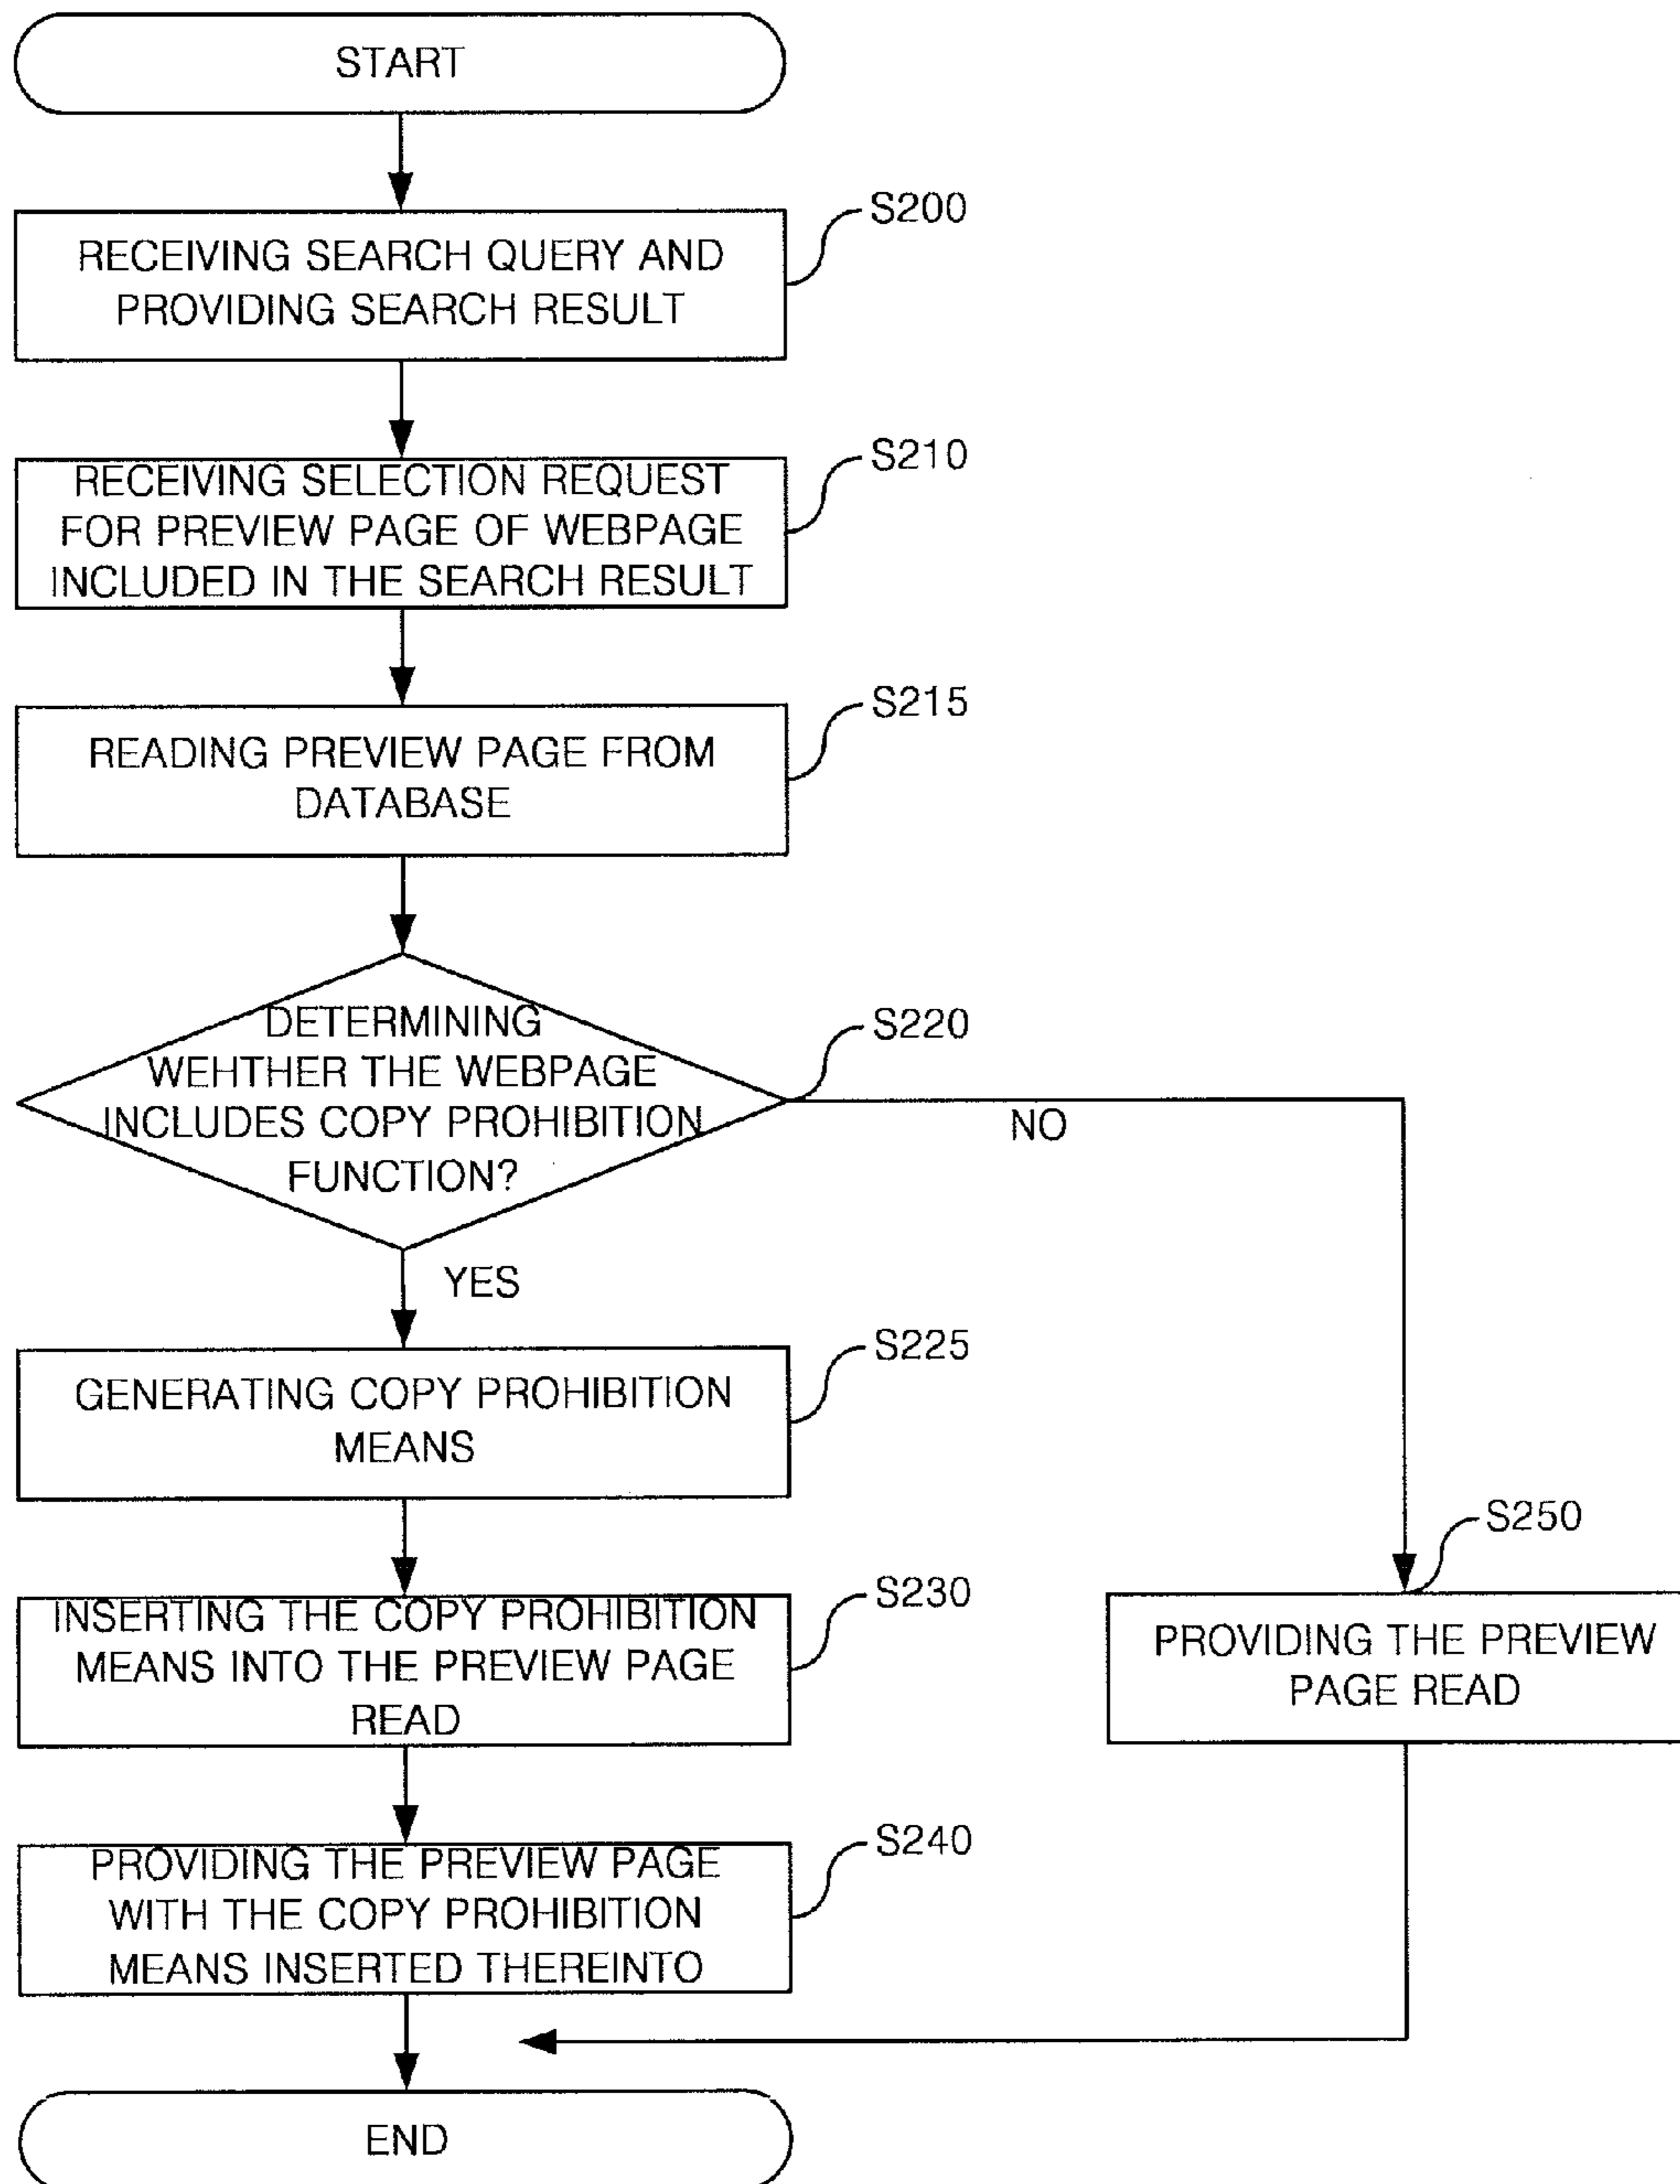 START
S200
RECEIVING SEARCH QUERY AND
PROVIDING SEARCH RESULT
S210
RECEIVING SELECTION REQUEST
FOR PREVIEW PAGE OF WEBPAGE
INCLUDED IN THE SEARCH RESULT
S215
READING PREVIEW PAGE FROM
DATABASE
S220
DETERMINING
WEHTHER THE WEBPAGE
INCLUDES COPY PROHIBITION
FUNCTION?
NO
YES
S225
GENERATING COPY PROHIBITION
MEANS
S230
INSERTING THE COPY PROHIBITION
MEANS INTO THE PREVIEW PAGE
READ
S250
PROVIDING THE PREVIEW
PAGE READ
S240
PROVIDING THE PREVIEW PAGE
WITH THE COPY PROHIBITION
MEANS INSERTED THEREINTO
END